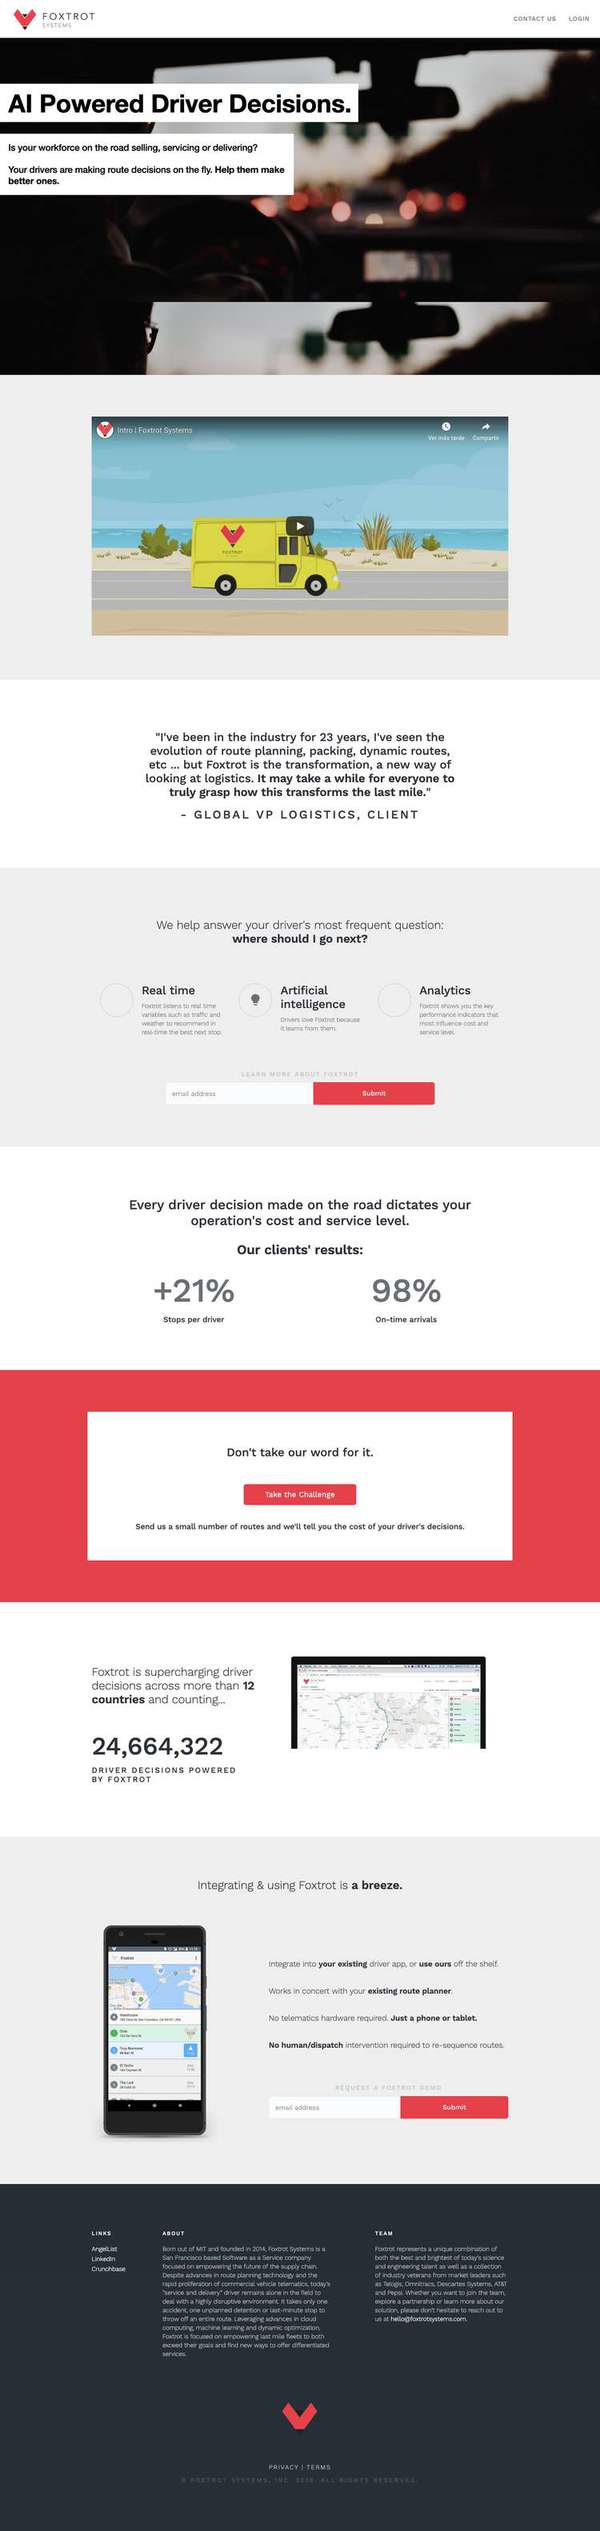 FOXTROT
SYSTEMS
CONTACT US
LOGIN
AI Powered Driver Decisions.
Is your workforce on the road selling, servicing or delivering?
Your drivers are making route decisions on the fly. Help them make
better ones.
Intro | Foxtrot Systems
Ver más tarde
Compartir
FOXTROT
"I've been in the industry for 23 years, I've seen the
evolution of route planning, packing, dynamic routes,
etc ... but Foxtrot is the transformation, a new way of
looking at logistics. It may take a while for everyone to
truly grasp how this transforms the last mile."
- GLOBAL VP LOGISTICS, CLIENT
We help answer your driver's most frequent question:
where should I go next?
Real time
Foxtrot listens to real time
variables such as traffic and
weather to recommend in
real-time the best next stop.
Artificial
intelligence
Drivers love Foxtrot because
it learns from them.
Analytics
Foxtrot shows you the key
performance indicators that
most influence cost and
service level.
LEARN MORE ABOUT FOXTROT
email address
Submit
Every driver decision made on the road dictates your
operation's cost and service level.
Our clients' results:
+21%
Stops per driver
98%
On-time arrivals
Don't take our word for it.
Take the Challenge
Send us a small number of routes and we'll tell you the cost of your driver's decisions.
Foxtrot is supercharging driver
decisions across more than 12
countries and counting...
24,664,322
DRIVER DECISIONS POWERED
BY FOXTROT
Integrating & using Foxtrot is a breeze.
Foxtrot
Integrate into your existing driver app, or use ours off the shelf.
Works in concert with your existing route planner.
No telematics hardware required. Just a phone or tablet.
No human/dispatch intervention required to re-sequence routes.
REQUEST A FOXTROT DEMO
email address
Submit
LINKS
AngelList
LinkedIn
Crunchbase
ABOUT
Born out of MIT and founded in 2014, Foxtrot Systems is a
San Francisco based Software as a Service company
focused on empowering the future of the supply chain.
Despite advances in route planning technology and the
rapid proliferation of commercial vehicle telematics, today's
"service and delivery" driver remains alone in the field to
deal with a highly disruptive environment. It takes only one
accident, one unplanned detention or last-minute stop to
throw off an entire route. Leveraging advances in cloud
computing, machine learning and dynamic optimization,
Foxtrot is focused on empowering last mile fleets to both
exceed their goals and find new ways to offer differentiated
services.
TEAM
Foxtrot represents a unique combination of
both the best and brightest of today's science
and engineering talent as well as a collection
of industry veterans from market leaders such
as Telogis, Omnitracs, Descartes Systems, AT&T
and Pepsi. Whether you want to join the team,
explore a partnership or learn more about our
solution, please don't hesitate to reach out to
us at hello@foxtrotsystems.com.
PRIVACY | TERMS
© FOXTROT SYSTEMS, INC. 2018. ALL RIGHTS RESERVED.